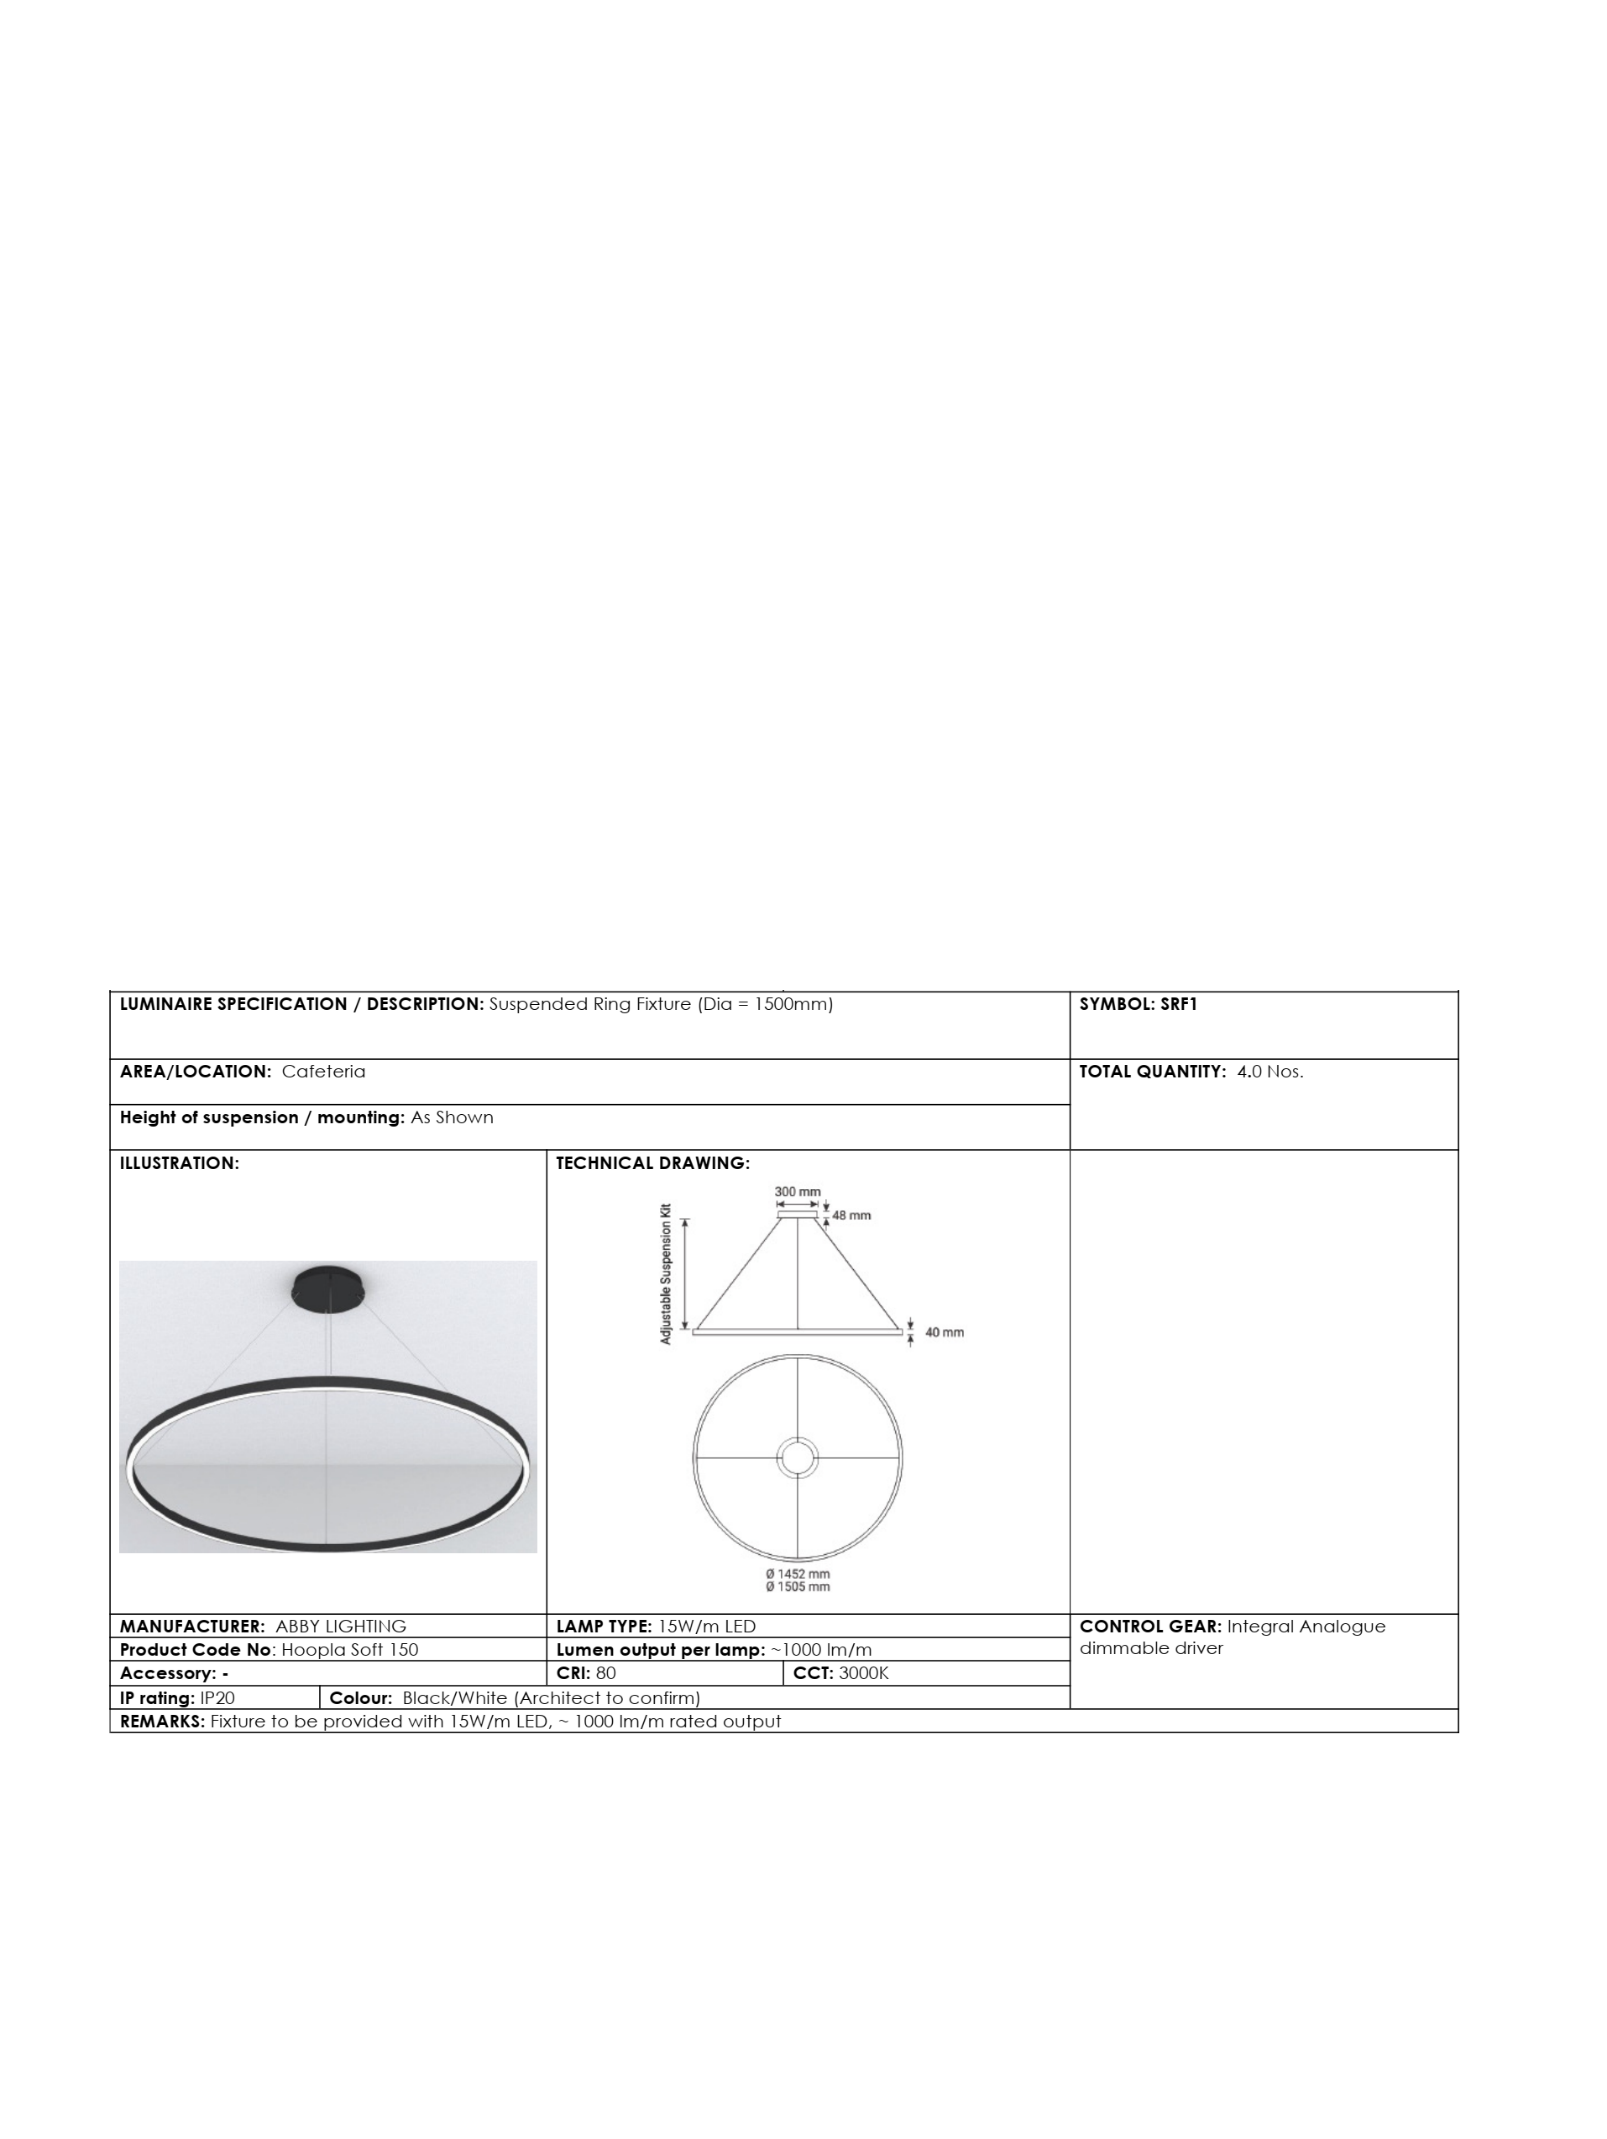 LUMINAIRE SPECIFICATION / DESCRIPTION: Suspended Ring Fixture (Dia = 1500mm)
SYMBOL: SRF1
AREA/LOCATION: Cafeteria
TOTAL QUANTITY: 4.0 Nos.
Height of suspension / mounting: As Shown
ILLUSTRATION:
TECHNICAL DRAWING:
300 mm
48 mm
Adjustable Suspension Kit
40 mm
Ø 1452 mm
Ø 1505 mm
MANUFACTURER: ABBY LIGHTING
LAMP TYPE: 15W/m LED
CONTROL GEAR: Integral Analogue
dimmable driver
Product Code No: Hoopla Soft 150
Lumen output per lamp: ~1000 lm/m
Accessory: -
CRI: 80
CCT: 3000K
IP rating: IP20
Colour: Black/White (Architect to confirm)
REMARKS: Fixture to be provided with 15W/m LED, ~ 1000 lm/m rated output